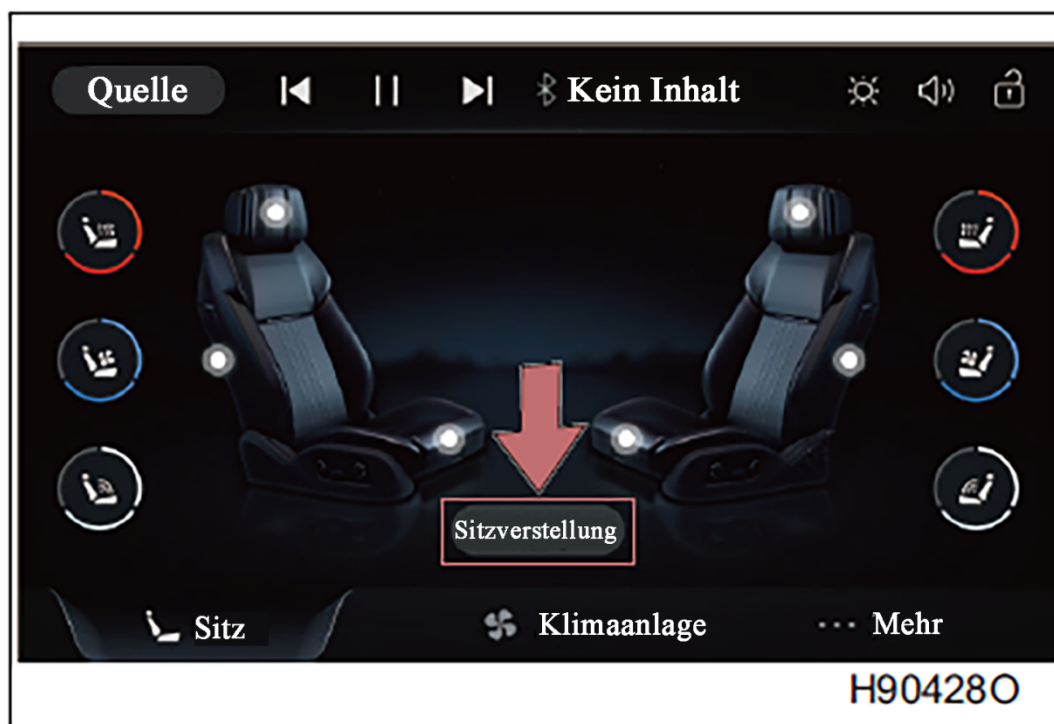 Quelle
Kein Inhalt
Sitzverstellung
Sitz
Klimaanlage
Mehr
H90428O